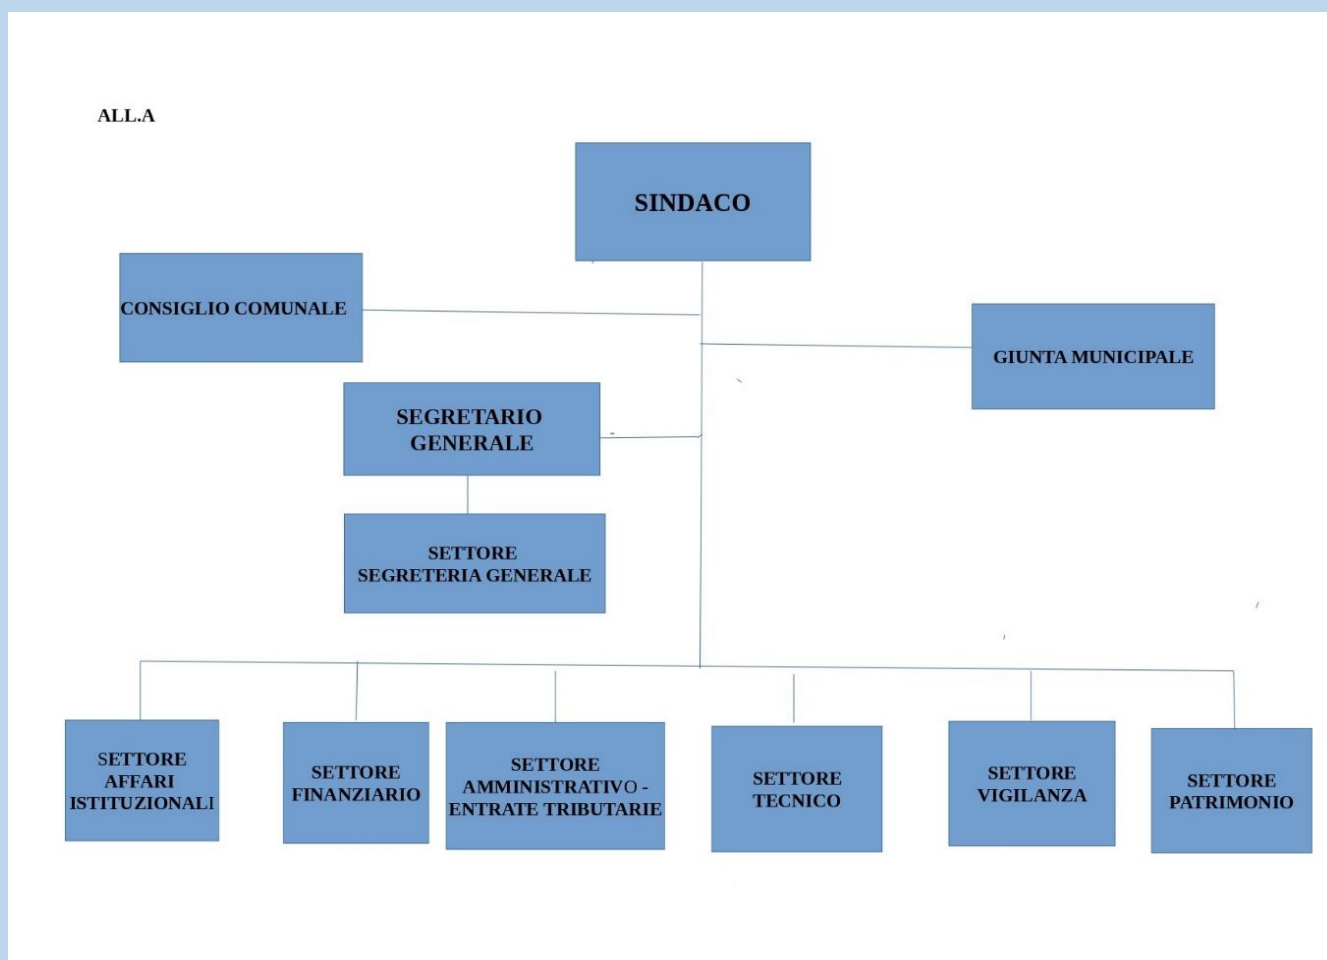 ALL.A
SINDACO
CONSIGLIO COMUNALE
GIUNTA MUNICIPALE
SEGRETARIO
GENERALE
SETTORE
SEGRETERIA GENERALE
SETTORE
AFFARI
ISTITUZIONALI
SETTORE
FINANZIARIO
SETTORE
AMMINISTRATIVO -
ENTRATE TRIBUTARIE
SETTORE
TECNICO
SETTORE
VIGILANZA
SETTORE
PATRIMONIO